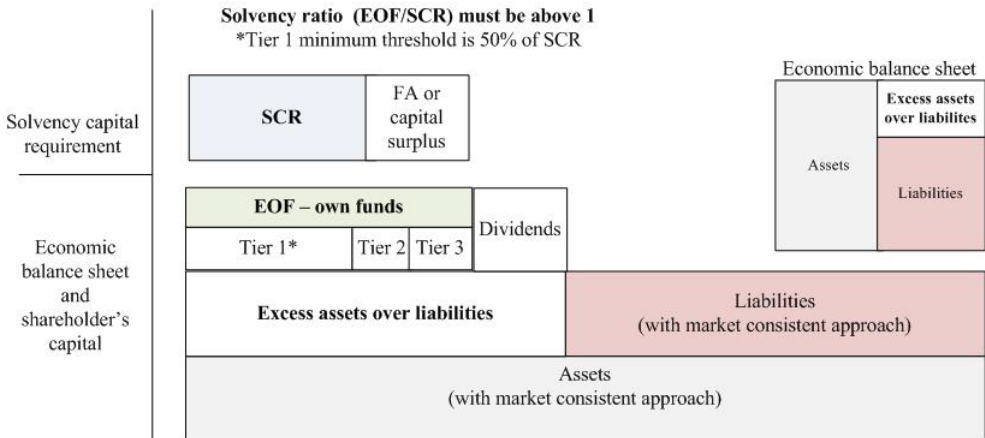 Solvency ratio (EOF/SCR) must be above 1
*Tier 1 minimum threshold is 50% of SCR
Economic balance sheet
Solvency capital
requirement
SCR
FA or
capital
surplus
Assets
Excess assets
over liabilites
Liabilities
Economic
balance sheet
and
shareholder's
capital
EOF – own funds
Dividends
Tier 1*
Tier 2
Tier 3
Excess assets over liabilities
Liabilities
(with market consistent approach)
Assets
(with market consistent approach)